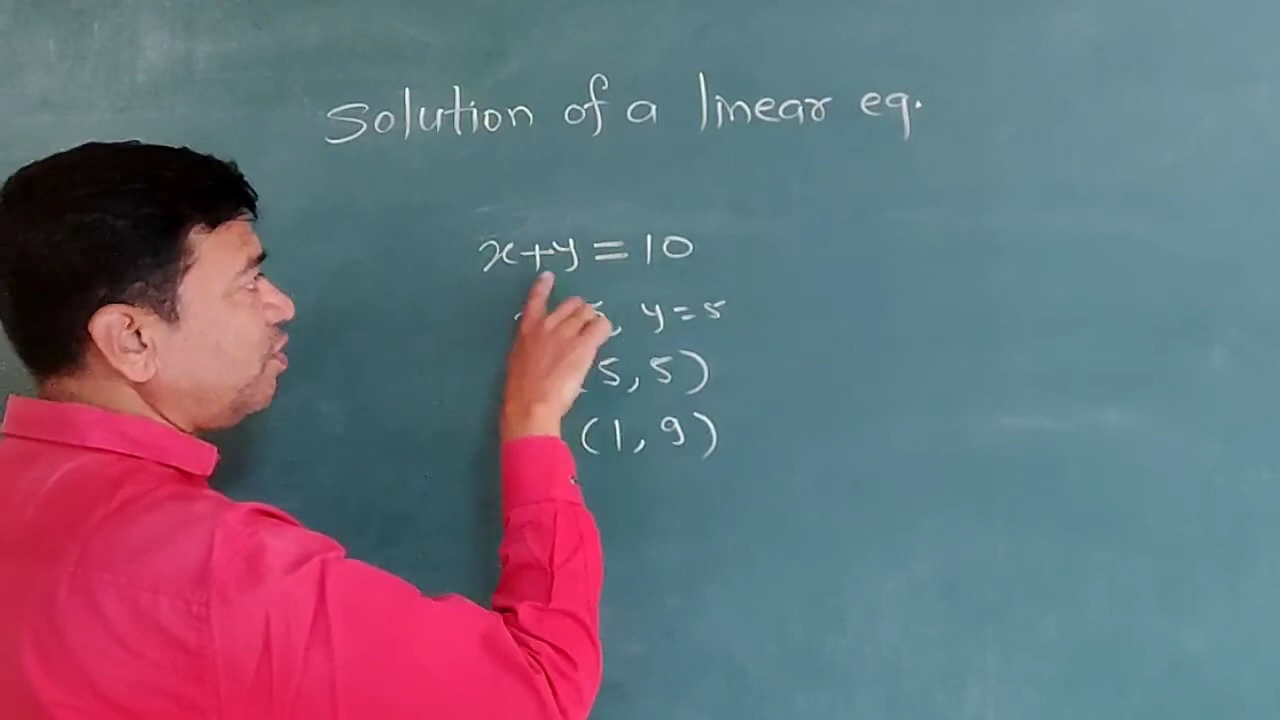 Solution of a linear eq.
x+y=10
y=5
(5,5)
(1,9)